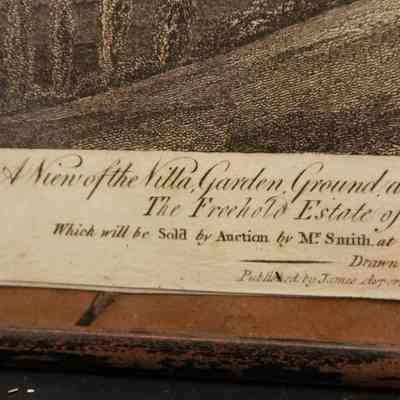 A View of the Villa, Garden, Ground, a
The Freehold Estate of
Which will be Sold by Auction by Mr. Smith. at
Drawn
Published by James